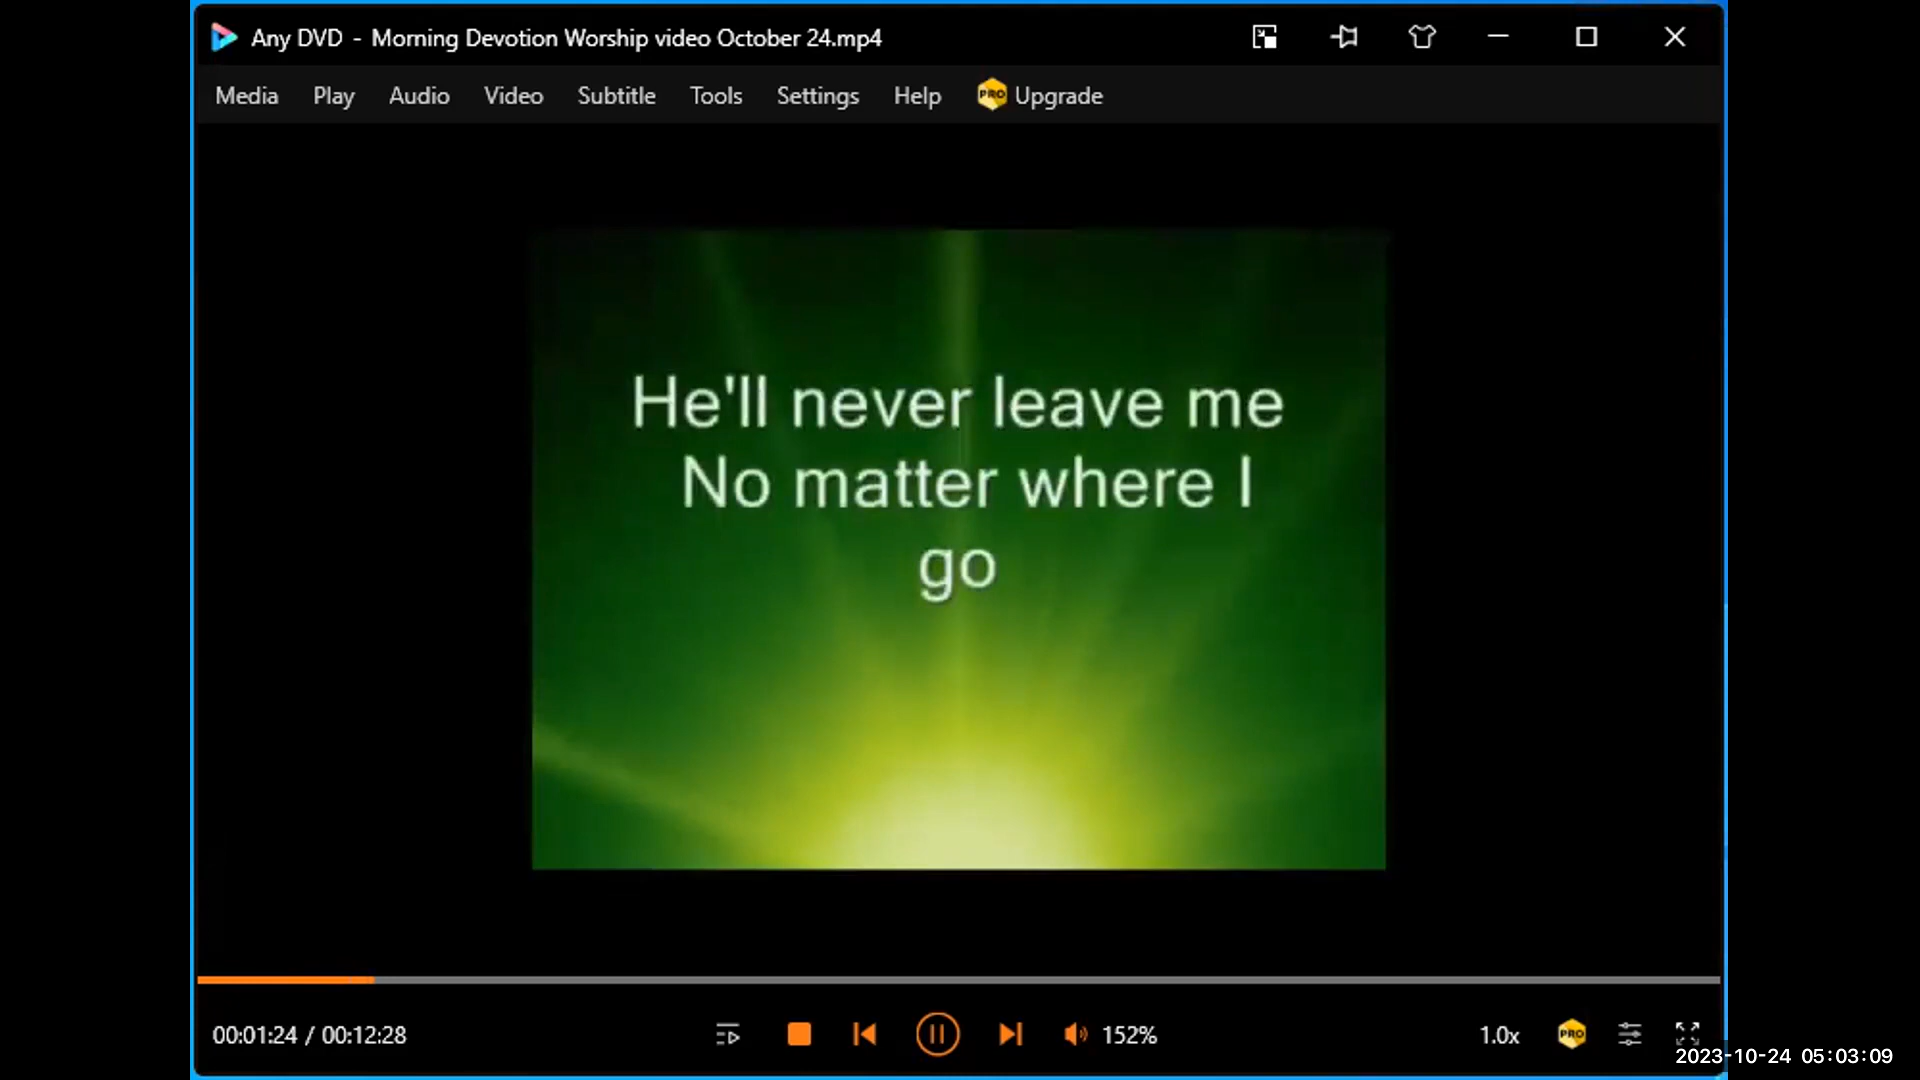 Any DVD - Morning Devotion Worship video October 24.mp4
Media Play Audio Video Subtitle Tools Settings Help PRO Upgrade
He'll never leave me
No matter where I
go
00:01:24 / 00:12:28 152% 1.0x PRO
2023-10-24 05:03:09